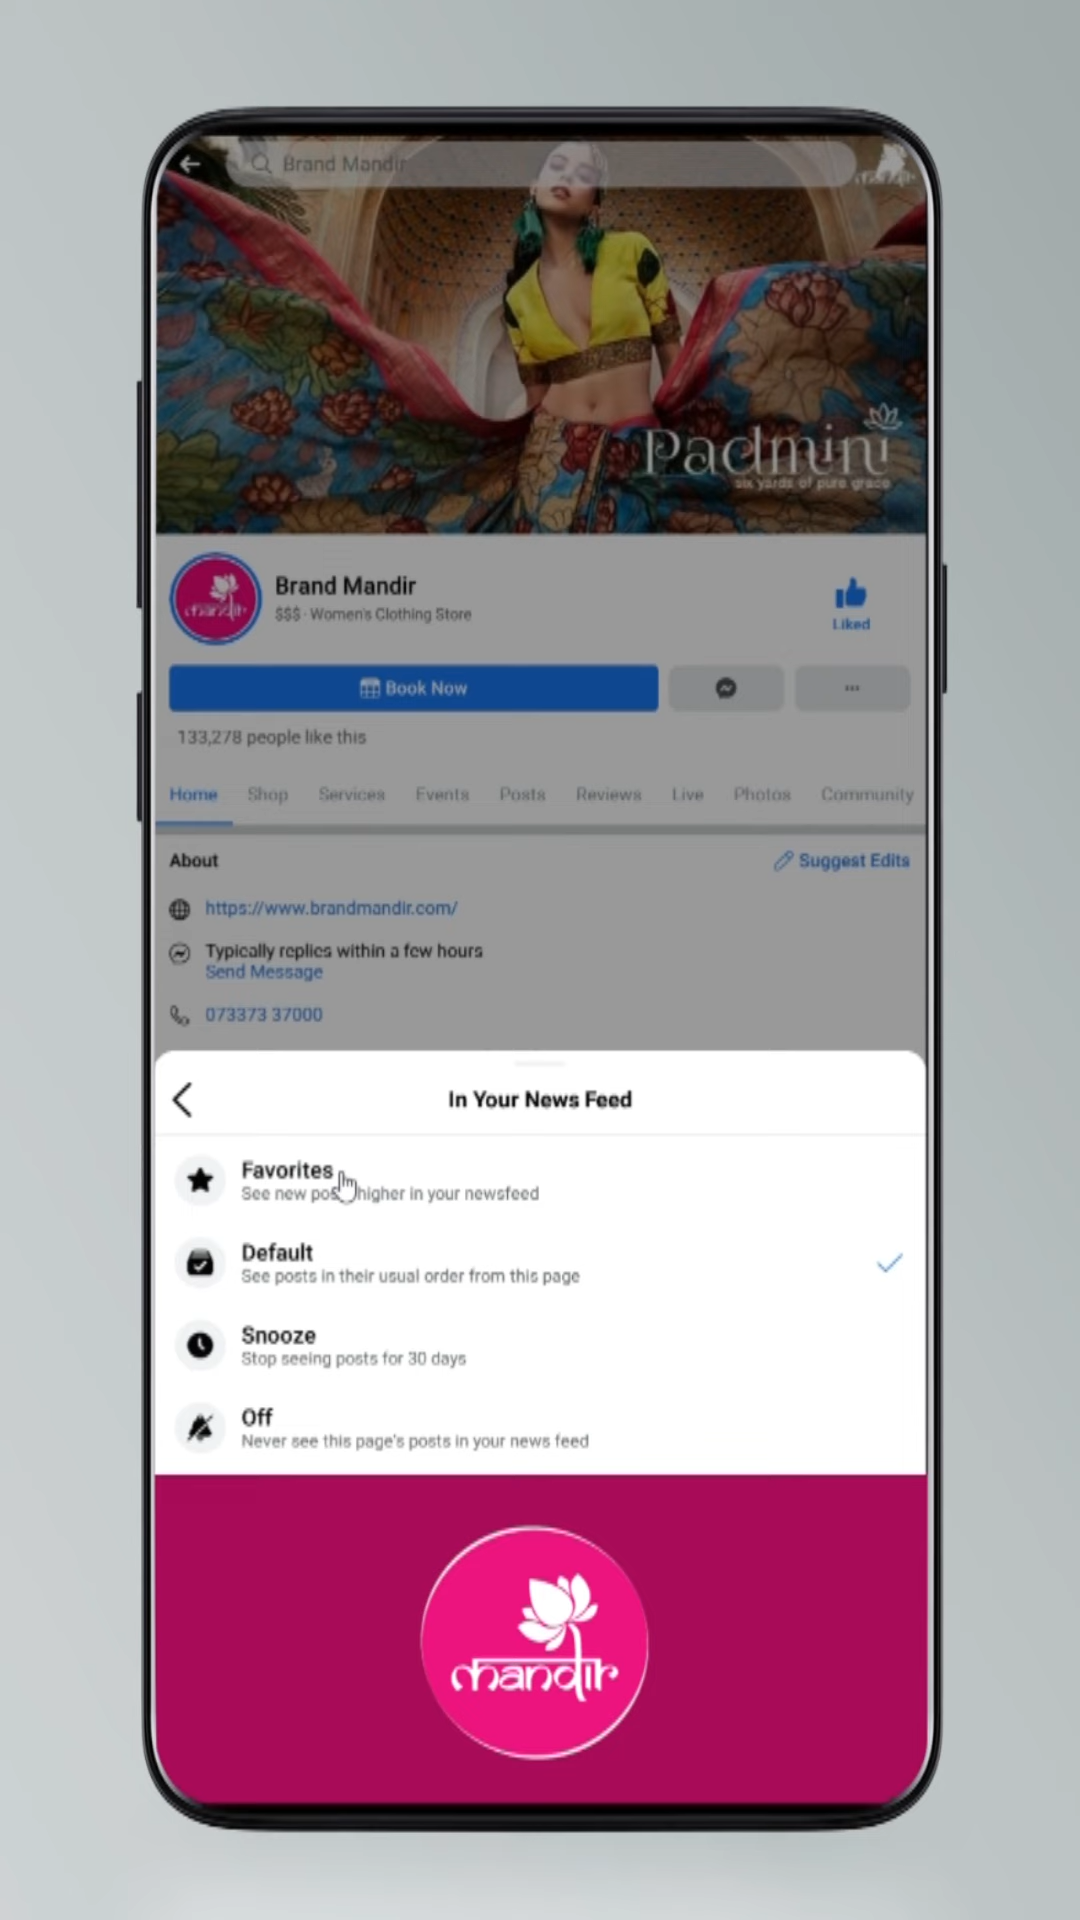 Brand Mandir
Padmini
six yards of pure grace
mandir
Brand Mandir
$$$ · Women's Clothing Store
Liked
Book Now
133,278 people like this
Home Shop Services Events Posts Reviews Live Photos Community
About
Suggest Edits
https://www.brandmandir.com/
Typically replies within a few hours
Send Message
073373 37000
In Your News Feed
Favorites
See new higher in your newsfeed
Default
See posts in their usual order from this page
Snooze
Stop seeing posts for 30 days
Off
Never see this page's posts in your news feed
mandir